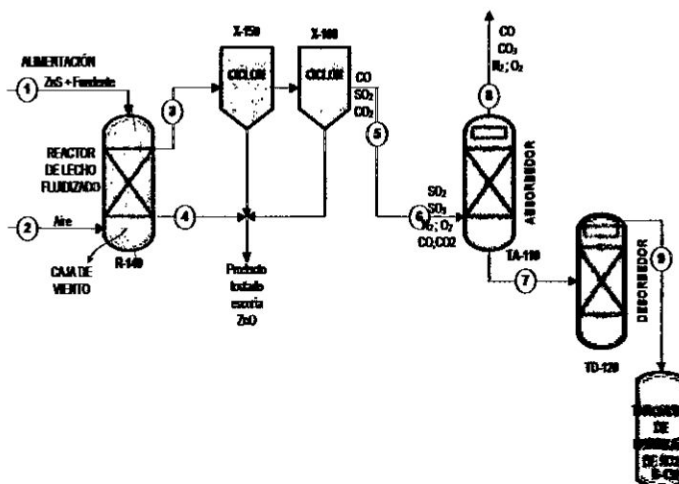 X-150
X-160
ALIMENTACIÓN
ZnS + Fundente
1
CICLON
CICLON
CO
SO₂
CO₂
3
5
CO
CO₂
N₂; O₂
8
REACTOR
DE LECHO
FLUIDIZADO
2
Aire
4
6
SO₂
SO₃
N₂; O₂
CO;CO2
ABSORBEDOR
CAJA DE
VIENTO
R-140
Producto
tostado
escoria
ZnO
TA-110
7
DESORBEDOR
9
TD-120
DE